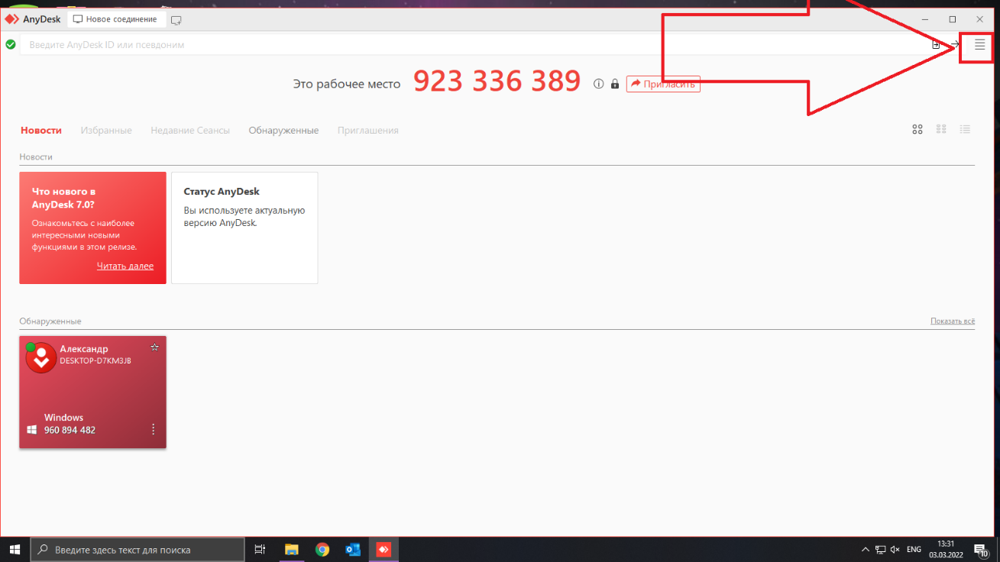 AnyDesk
Новое соединение
Введите AnyDesk ID или псевдоним
Это рабочее место 923 336 389 Пригласить
Новости Избранные Недавние Сеансы Обнаруженные Приглашения
Новости
Что нового в
AnyDesk 7.0?
Ознакомьтесь с наиболее
интересными новыми
функциями в этом релизе.
Читать далее
Статус AnyDesk
Вы используете актуальную
версию AnyDesk.
Обнаруженные
Показать всё
Александр
DESKTOP-D7KM3JB
Windows
960 894 482
Введите здесь текст для поиска
ENG
13:31
03.03.2022
10